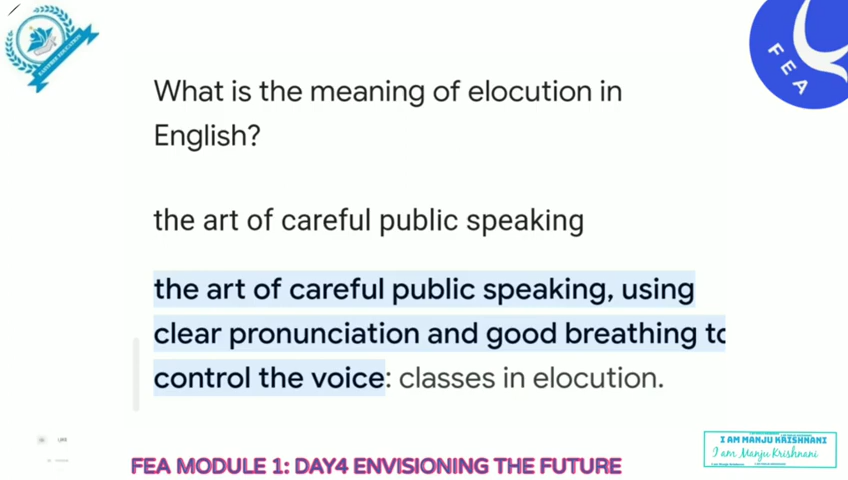 FEA
What is the meaning of elocution in
English?
the art of careful public speaking
the art of careful public speaking, using
clear pronunciation and good breathing to
control the voice: classes in elocution.
I AM MANJU KRISHNANI
I am Manju Krishnani
FEA MODULE 1: DAY4 ENVISIONING THE FUTURE